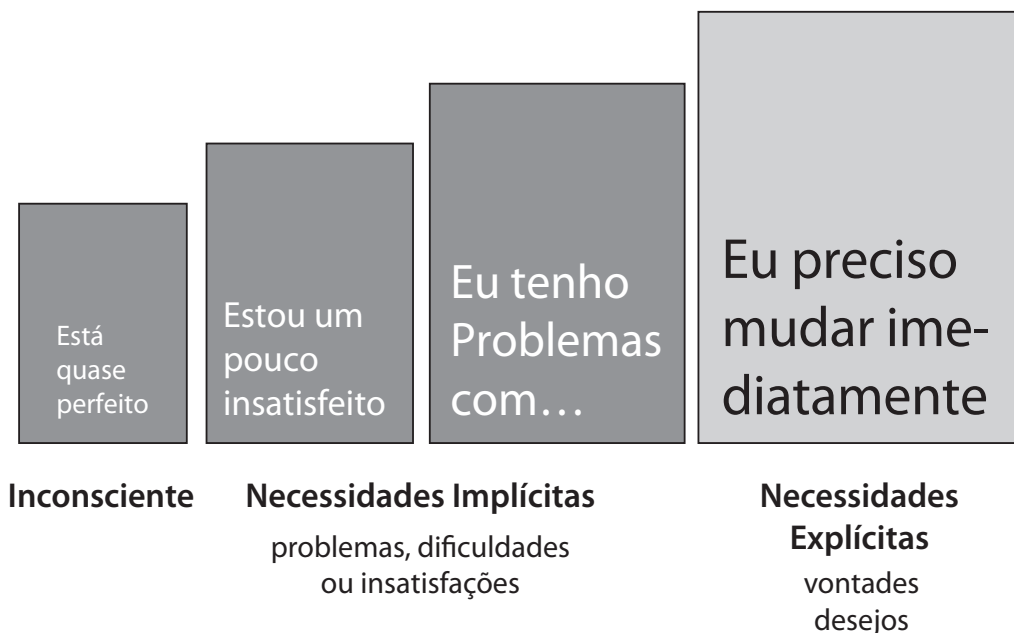 Está
quase
perfeito
Estou um
pouco
insatisfeito
Eu tenho
Problemas
com...
Eu preciso
mudar ime-
diatamente
Inconsciente
Necessidades Implícitas
problemas, dificuldades
ou insatisfações
Necessidades
Explícitas
vontades
desejos